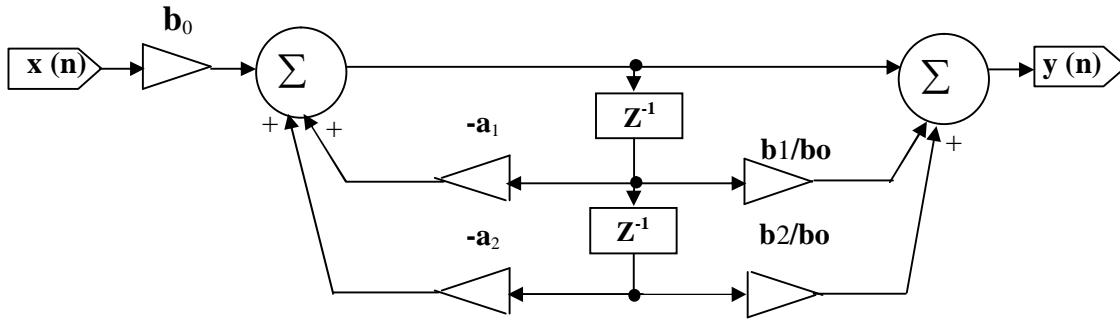 b₀
x (n)
Σ
Σ
y (n)
Z⁻¹
+
+
-a₁
b1/bo
+
Z⁻¹
-a₂
b2/bo